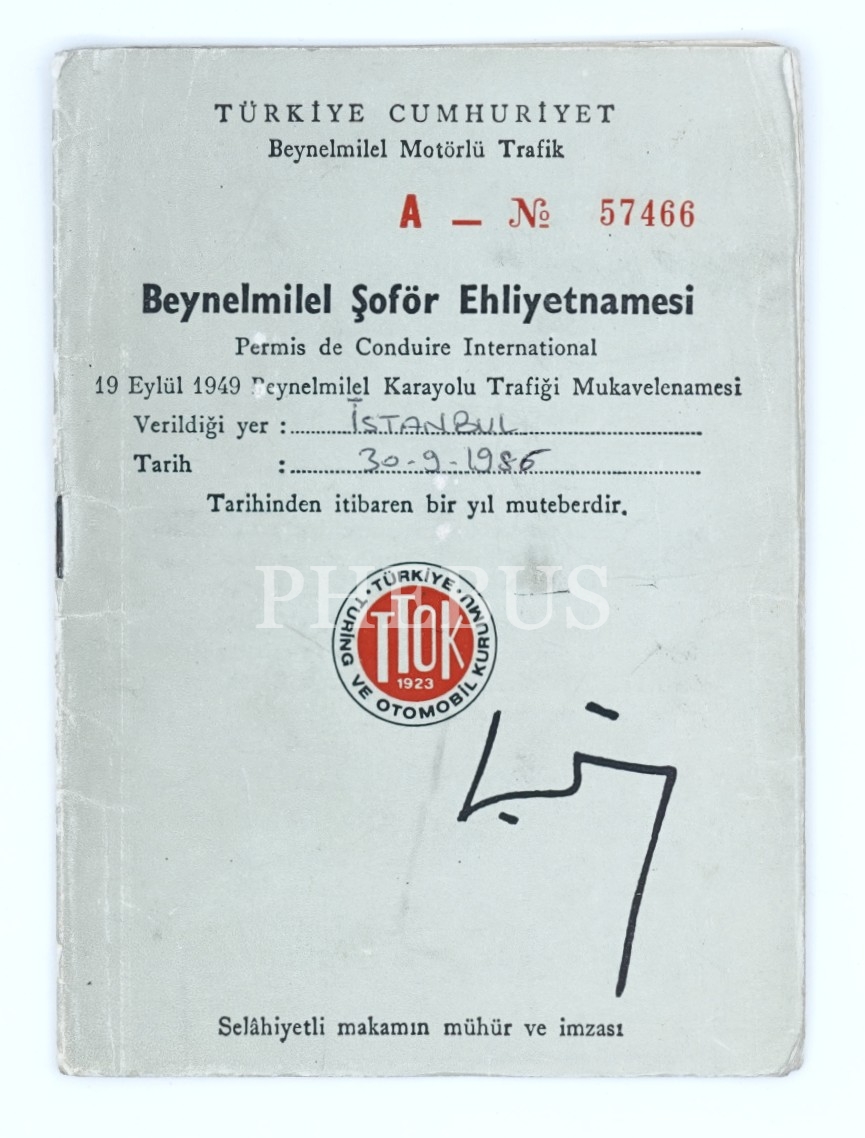 TÜRKİYE CUMHURİYET
Beynelmilel Motörlü Trafik
A — № 57466
Beynelmilel Şoför Ehliyetnamesi
Permis de Conduire International
19 Eylül 1949 Beynelmilel Karayolu Trafiği Mukavelenamesi
Verildiği yer : İSTANBUL
Tarih : 30-9-1986
Tarihinden itibaren bir yıl muteberdir.
PHEBUS
TÜRKİYE TURİNG VE OTOMOBİL KURUMU
TTOK
1923
Selâhiyetli makamın mühür ve imzası